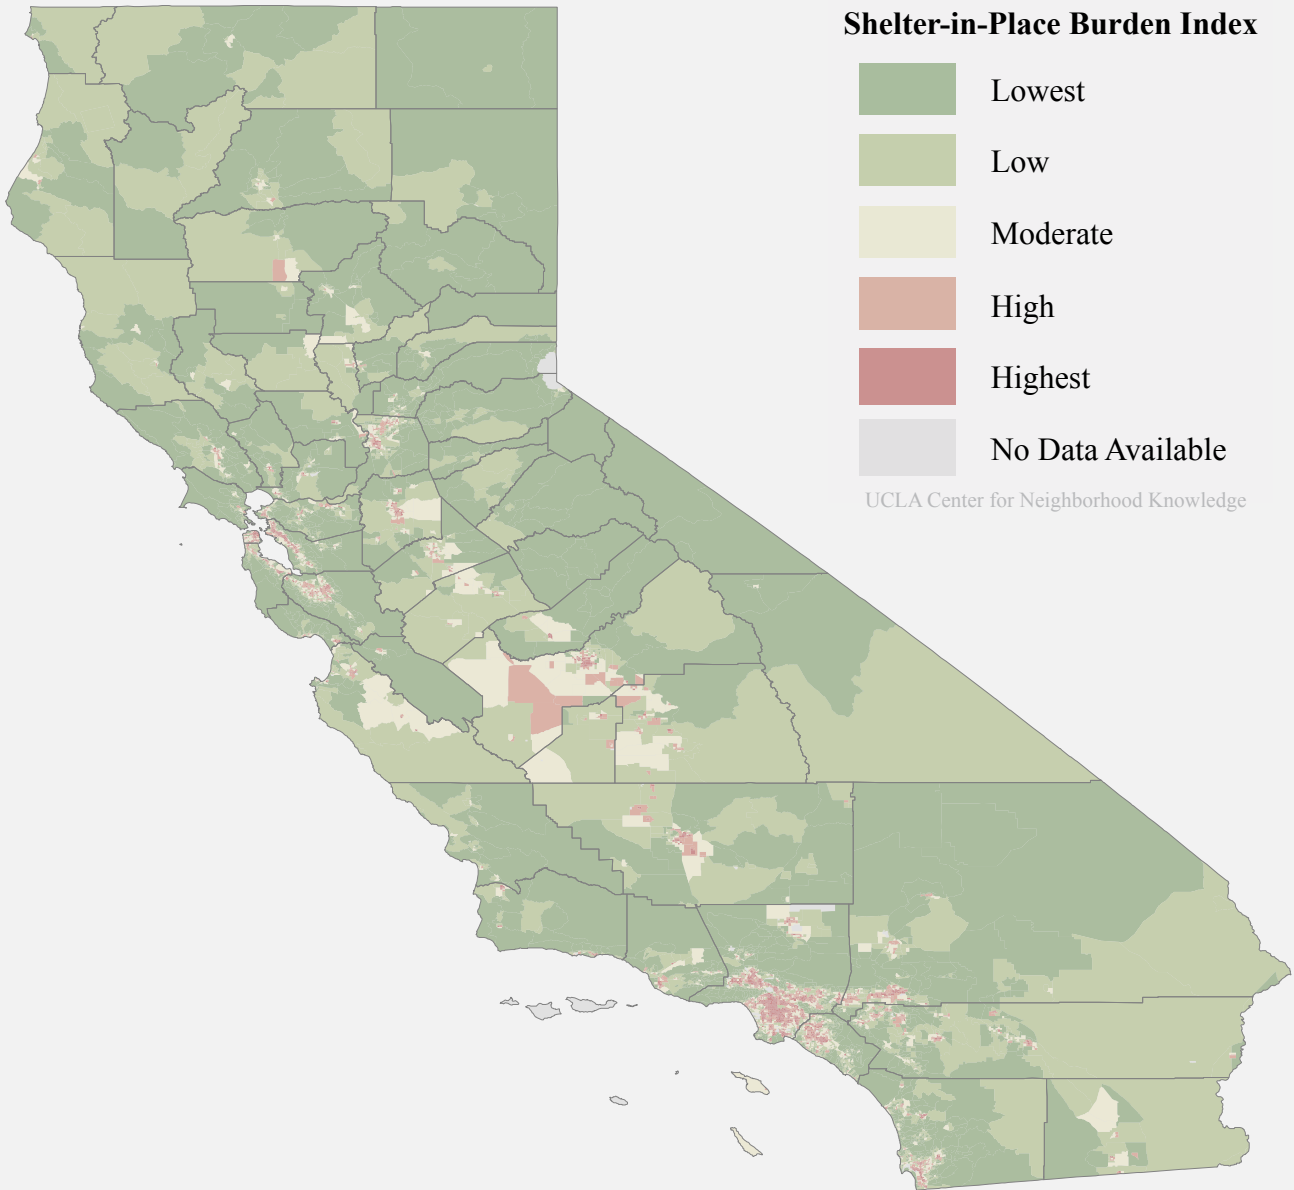 Shelter-in-Place Burden Index
Lowest
Low
Moderate
High
Highest
No Data Available
UCLA Center for Neighborhood Knowledge